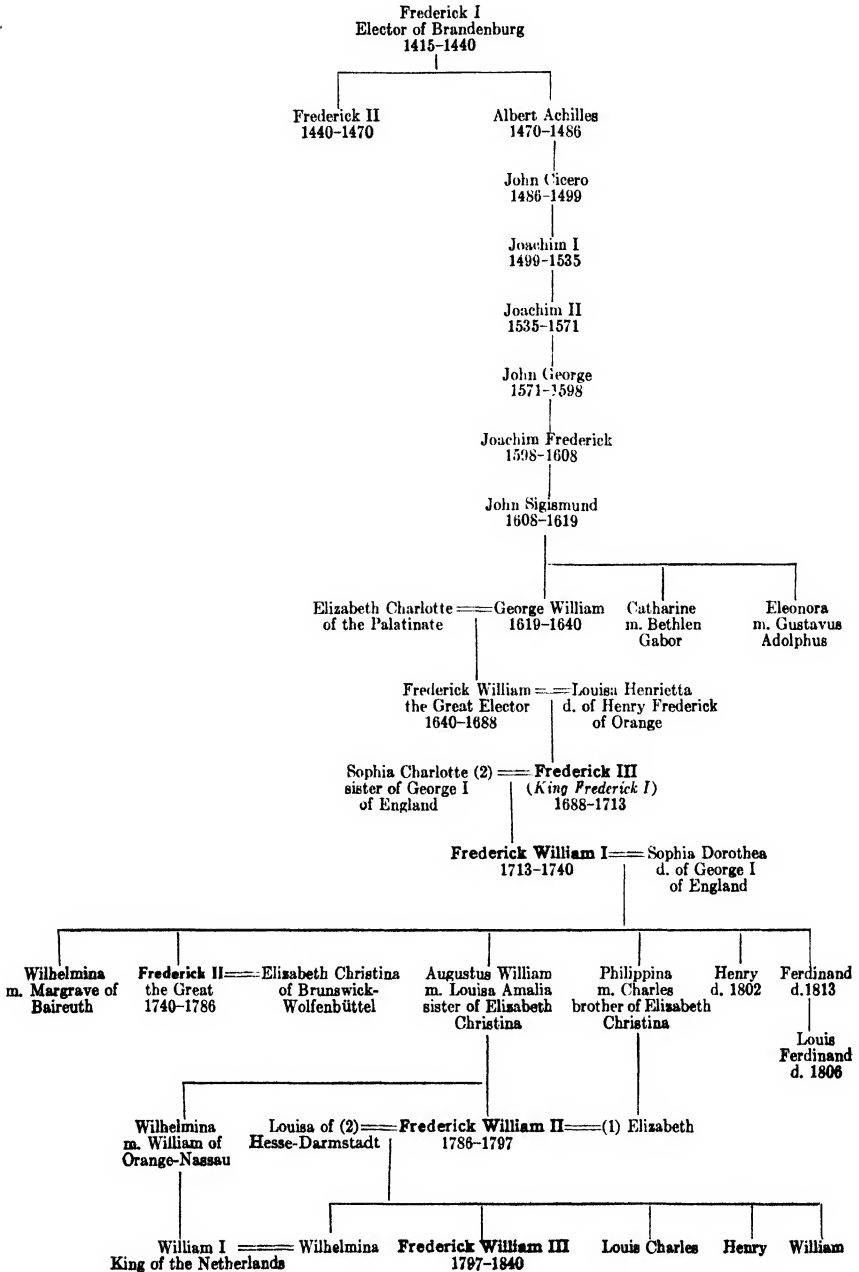 Frederick I
Elector of Brandenburg
1415-1440
Frederick II
1440-1470
Albert Achilles
1470-1486
John Cicero
1486-1499
Joachim I
1499-1535
Joachim II
1535-1571
John George
1571-1598
Joachim Frederick
1598-1608
John Sigismund
1608-1619
Elizabeth Charlotte
of the Palatinate
George William
1619-1640
Catharine
m. Bethlen
Gabor
Eleonora
m. Gustavus
Adolphus
Frederick William
the Great Elector
1640-1688
Louisa Henrietta
d. of Henry Frederick
of Orange
Sophia Charlotte (2)
sister of George I
of England
Frederick III
(King Frederick I)
1688-1713
Frederick William I
1713-1740
Sophia Dorothea
d. of George I
of England
Wilhelmina
m. Margrave of
Baireuth
Frederick II
the Great
1740-1786
Elizabeth Christina
of Brunswick-
Wolfenbüttel
Augustus William
m. Louisa Amalia
sister of Elizabeth
Christina
Philippina
m. Charles
brother of Elizabeth
Christina
Henry
d. 1802
Ferdinand
d.1813
Louis
Ferdinand
d. 1806
Wilhelmina
m. William of
Orange-Nassau
Louisa of (2)
Hesse-Darmstadt
Frederick William II
1786-1797
(1) Elizabeth
William I
King of the Netherlands
Wilhelmina
Frederick William III
1797-1840
Louis Charles
Henry
William